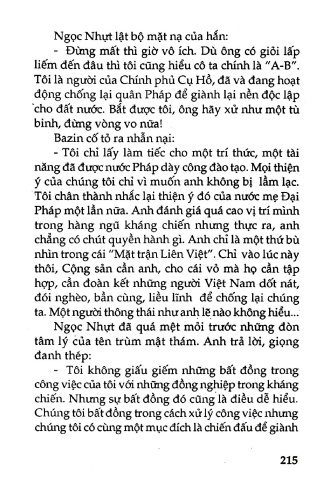 Ngọc Nhựt lật bộ mặt nạ của hắn:
- Đừng mất thì giờ vô ích. Dù ông có giỏi lấp
liếm đến đâu thì tôi cũng hiểu cô ta chính là "A-B".
Tôi là người của Chính phủ Cụ Hồ, đã và đang hoạt
động chống lại quân Pháp để giành lại nền độc lập
cho đất nước. Bắt được tôi, ông hãy xử như một tù
binh, đừng vòng vo nữa!
Bazin cố tỏ ra nhẫn nại:
- Tôi chỉ lấy làm tiếc cho một trí thức, một tài
năng đã được nước Pháp dày công đào tạo. Mọi thiện
ý của chúng tôi chỉ vì muốn anh không bị lầm lạc.
Tôi chân thành nhắc lại thiện ý đó của nước mẹ Đại
Pháp một lần nữa. Anh đánh giá quá cao vị trí mình
trong hàng ngũ kháng chiến nhưng thực ra, anh
chẳng có chút quyền hành gì. Anh chỉ là một thứ bù
nhìn trong cái "Mặt trận Liên Việt". Chỉ vào lúc này
thôi, Cộng sản cần anh, cho cái vỏ mà họ cần tập
hợp, cần đoàn kết những người Việt Nam dốt nát,
đói nghèo, bần cùng, liều lĩnh để chống lại chúng
ta. Một người thông thái như anh lẽ nào không hiểu...
Ngọc Nhựt đã quá mệt mỏi trước những đòn
tâm lý của tên trùm mật thám. Anh trả lời, giọng
đanh thép:
- Tôi không giấu giếm những bất đồng trong
công việc của tôi với những đồng nghiệp trong kháng
chiến. Nhưng sự bất đồng đó cũng là điều dễ hiểu.
Chúng tôi bất đồng trong cách xử lý công việc nhưng
chúng tôi có cùng một mục đích là chiến đấu để giành
215